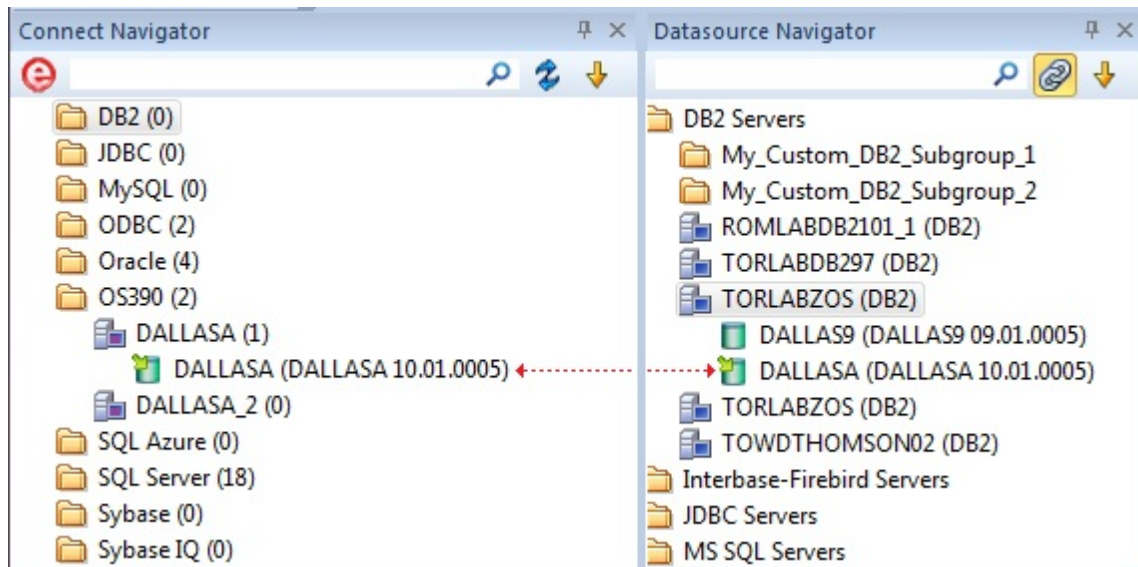 Connect Navigator
DB2 (0)
JDBC (0)
MySQL (0)
ODBC (2)
Oracle (4)
OS390 (2)
DALLASA (1)
DALLASA (DALLASA 10.01.0005)
DALLASA_2 (0)
SQL Azure (0)
SQL Server (18)
Sybase (0)
Sybase IQ (0)
Datasource Navigator
DB2 Servers
My_Custom_DB2_Subgroup_1
My_Custom_DB2_Subgroup_2
ROMLABDB2101_1 (DB2)
TORLABDB297 (DB2)
TORLABZOS (DB2)
DALLAS9 (DALLAS9 09.01.0005)
DALLASA (DALLASA 10.01.0005)
TORLABZOS (DB2)
TOWDTHOMSON02 (DB2)
Interbase-Firebird Servers
JDBC Servers
MS SQL Servers